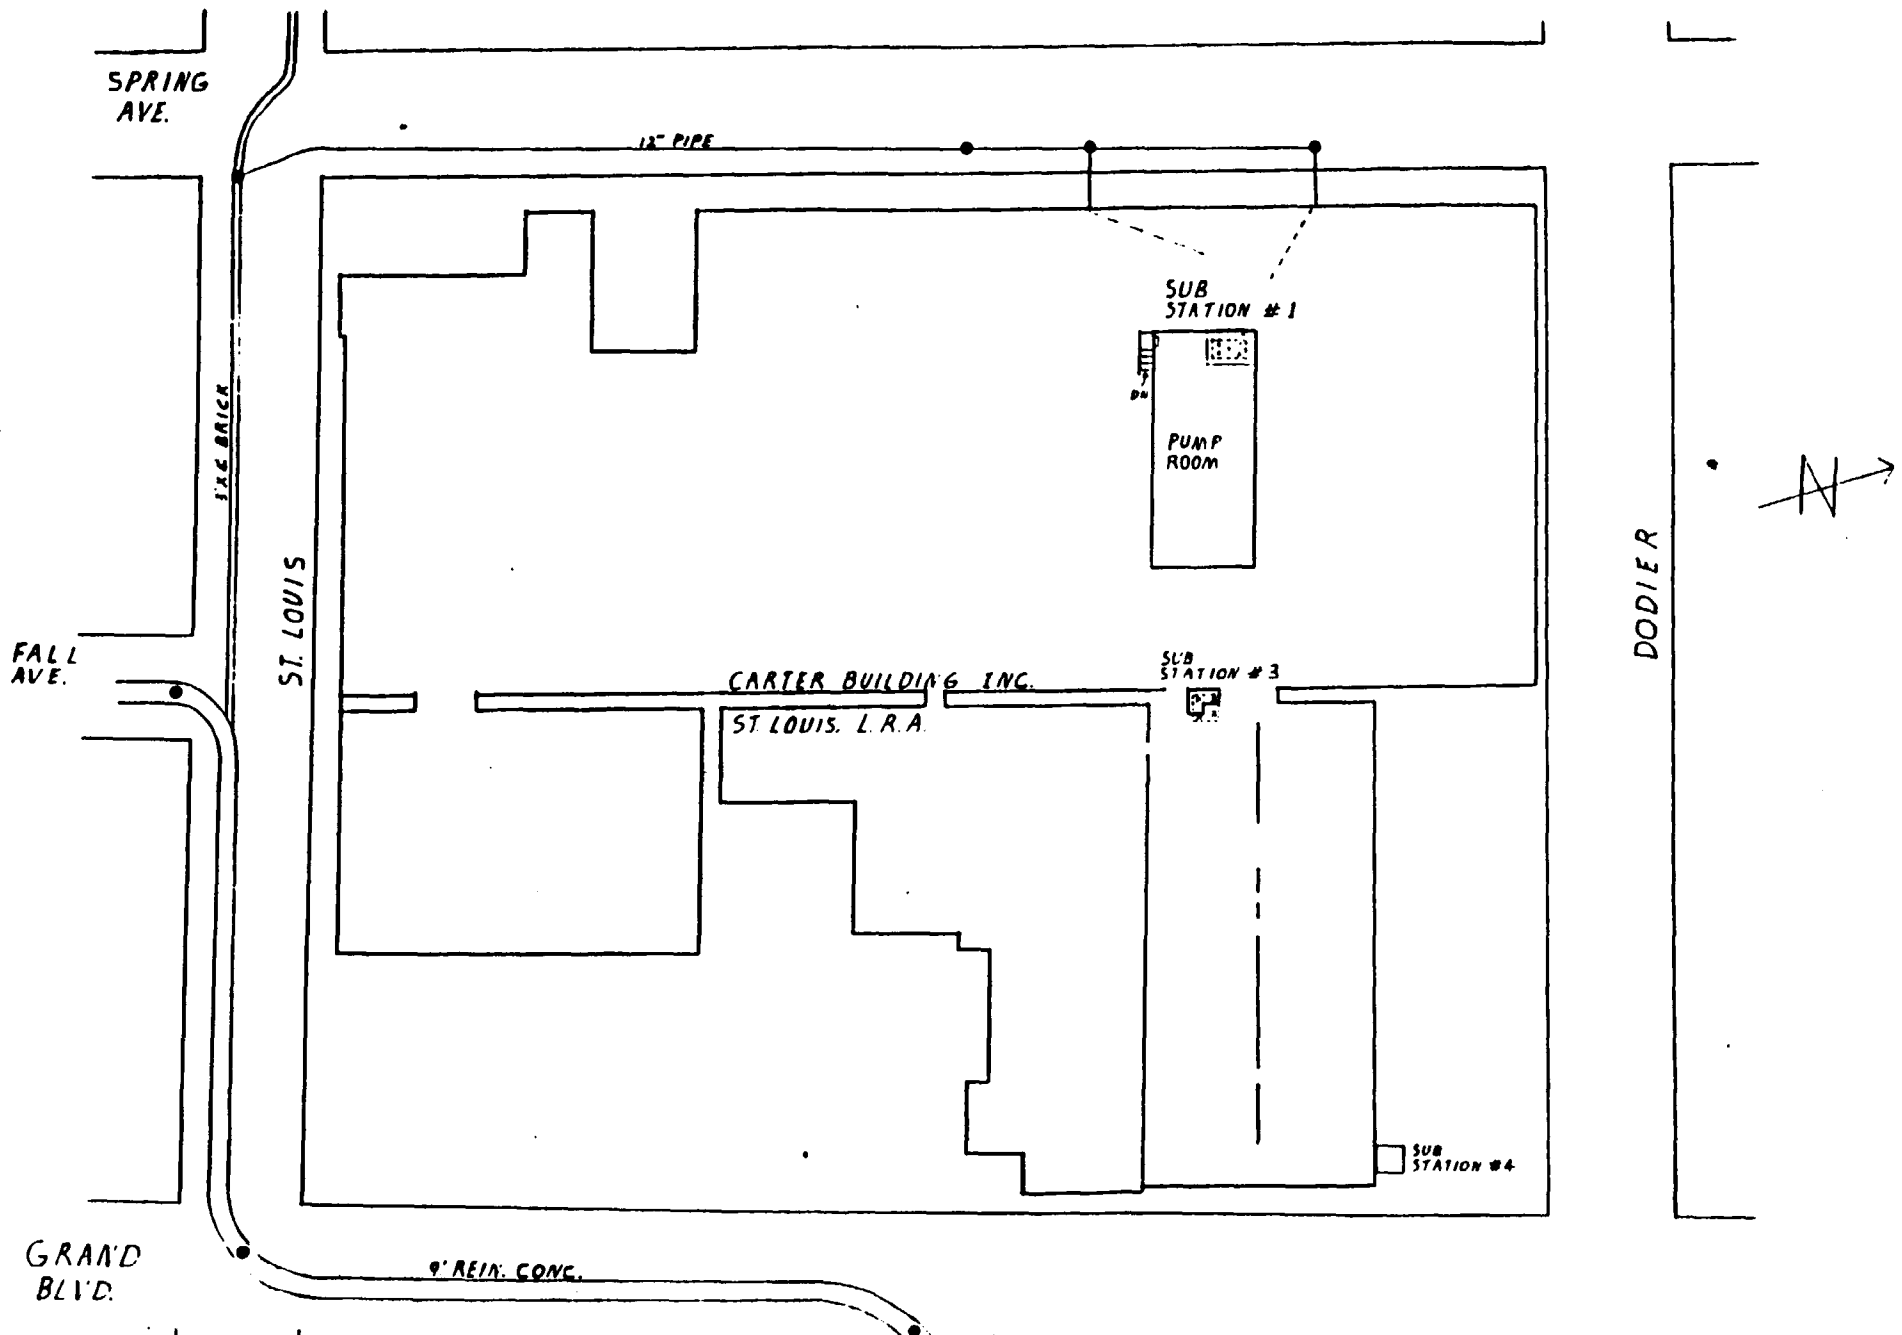 SPRING
AVE.
12" PIPE
SUB
STATION # 1
DN
PUMP
ROOM
BRICK
N
ST. LOUIS
DODIER
FALL
AVE.
SUB
STATION # 3
CARTER BUILDING INC.
ST. LOUIS. L.R.A.
SUB
STATION #4
GRAND
BLVD.
9' REIN. CONC.